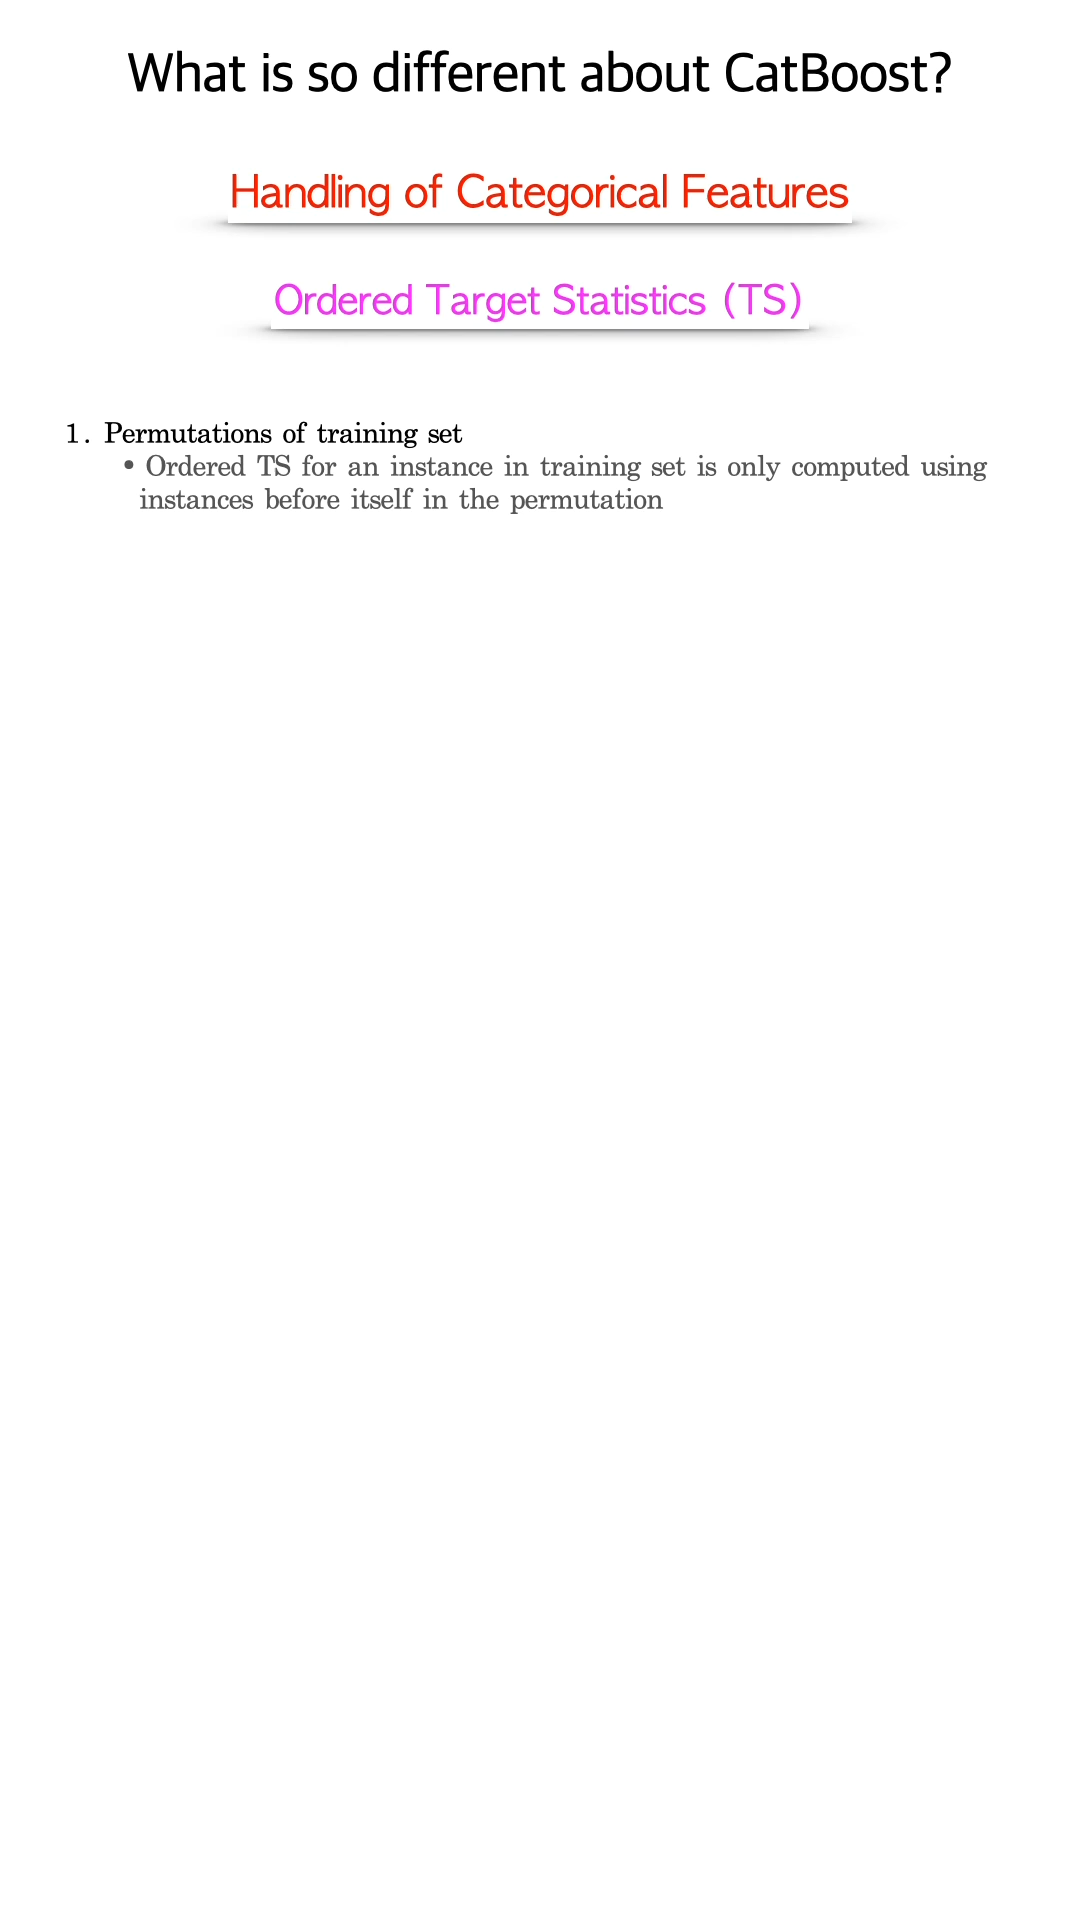 What is so different about CatBoost?
Handling of Categorical Features
Ordered Target Statistics (TS)
1. Permutations of training set
• Ordered TS for an instance in training set is only computed using
instances before itself in the permutation